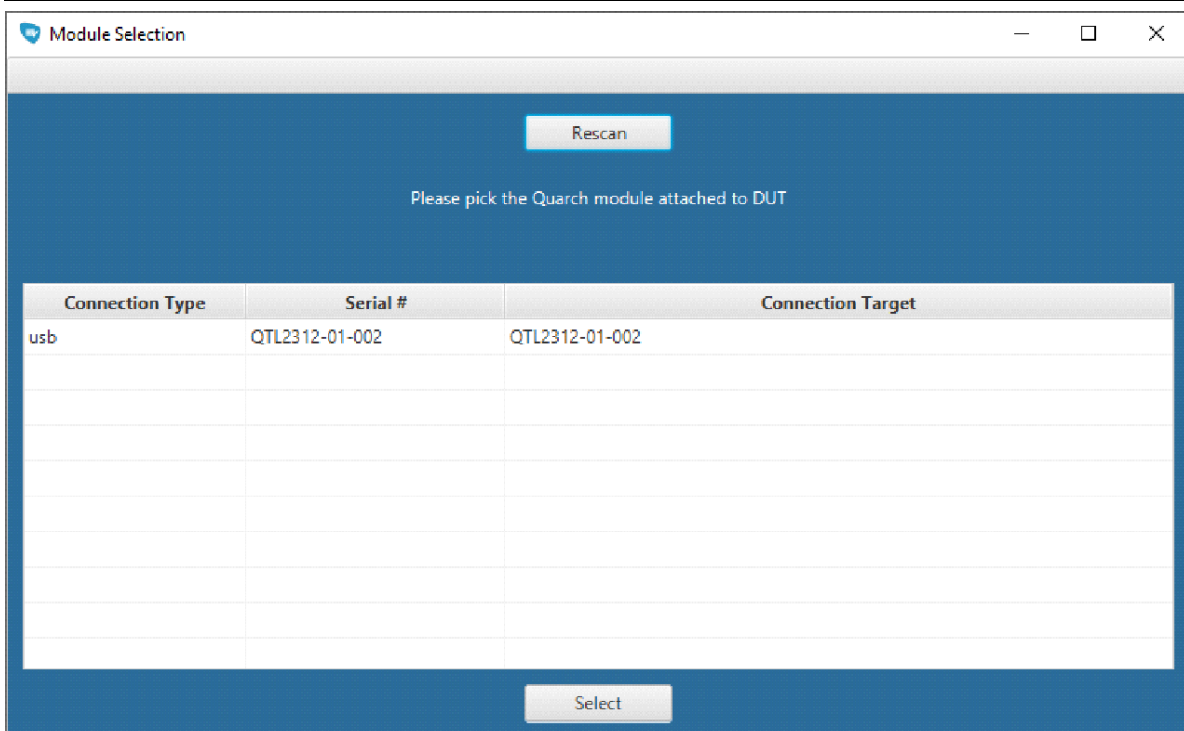 Module Selection
Rescan
Please pick the Quarch module attached to DUT
Connection Type Serial # Connection Target
usb QTL2312-01-002 QTL2312-01-002
Select